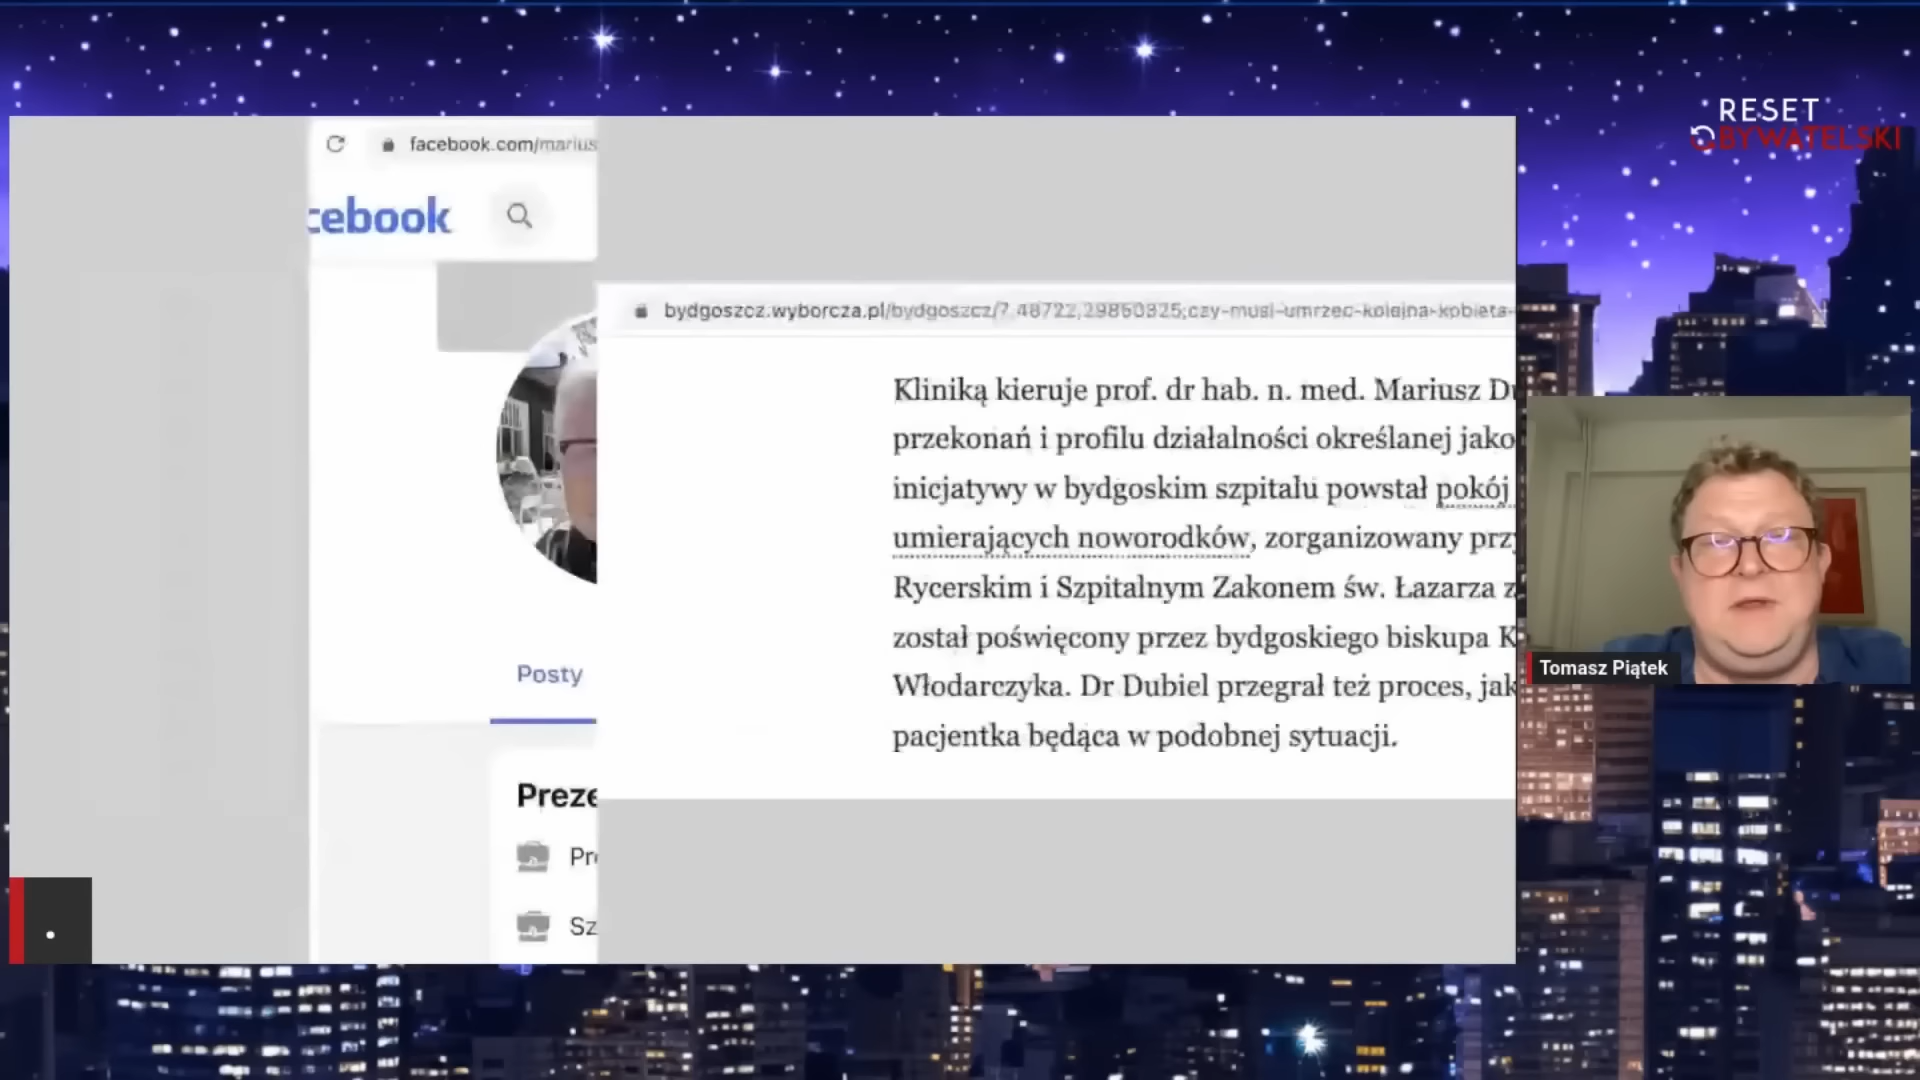 RESET
OBYWATELSKI
facebook.com/marius
cebook
bydgoszcz.wyborcza.pl/bydgoszcz/7,48722,29850325,czy-musi-umrzec-kolejna-kobieta-
Kliniką kieruje prof. dr hab. n. med. Mariusz Du
przekonań i profilu działalności określanej jako
inicjatywy w bydgoskim szpitalu powstał pokój
umierających noworodków, zorganizowany przy
Rycerskim i Szpitalnym Zakonem św. Łazarza z
został poświęcony przez bydgoskiego biskupa K
Włodarczyka. Dr Dubiel przegrał też proces, jak
pacjentka będąca w podobnej sytuacji.
Posty
Preze
Pr
Sz
Tomasz Piątek